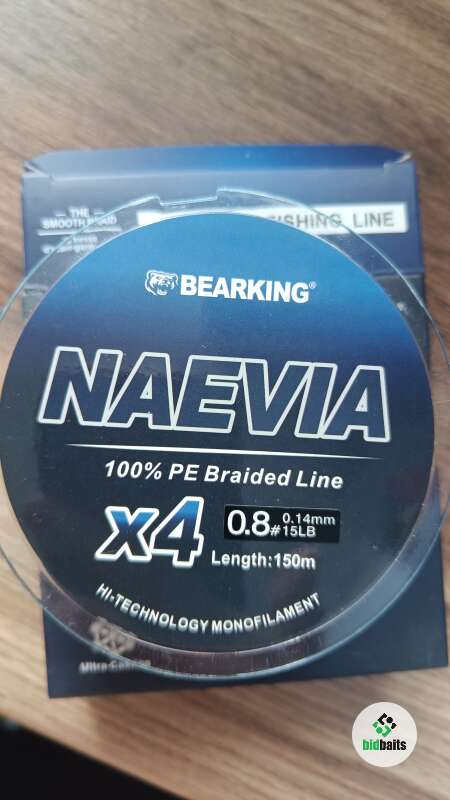 THE
SMOOTH BRAID
FISHING LINE
BEARKING®
NAEVIA
100% PE Braided Line
X4
0.8# 0.14mm
15LB
Length:150m
HI-TECHNOLOGY MONOFILAMENT
bidbaits